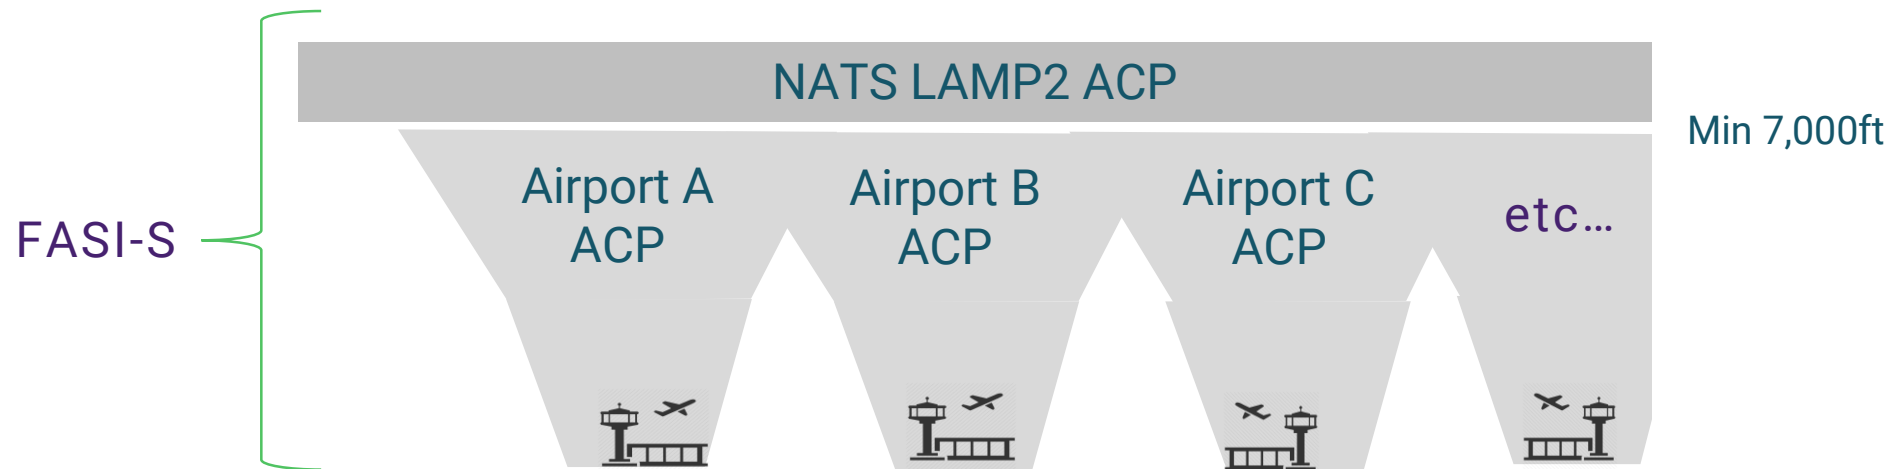 NATS LAMP2 ACP
Min 7,000ft
Airport A
ACP
Airport B
ACP
Airport C
ACP
etc…
FASI-S